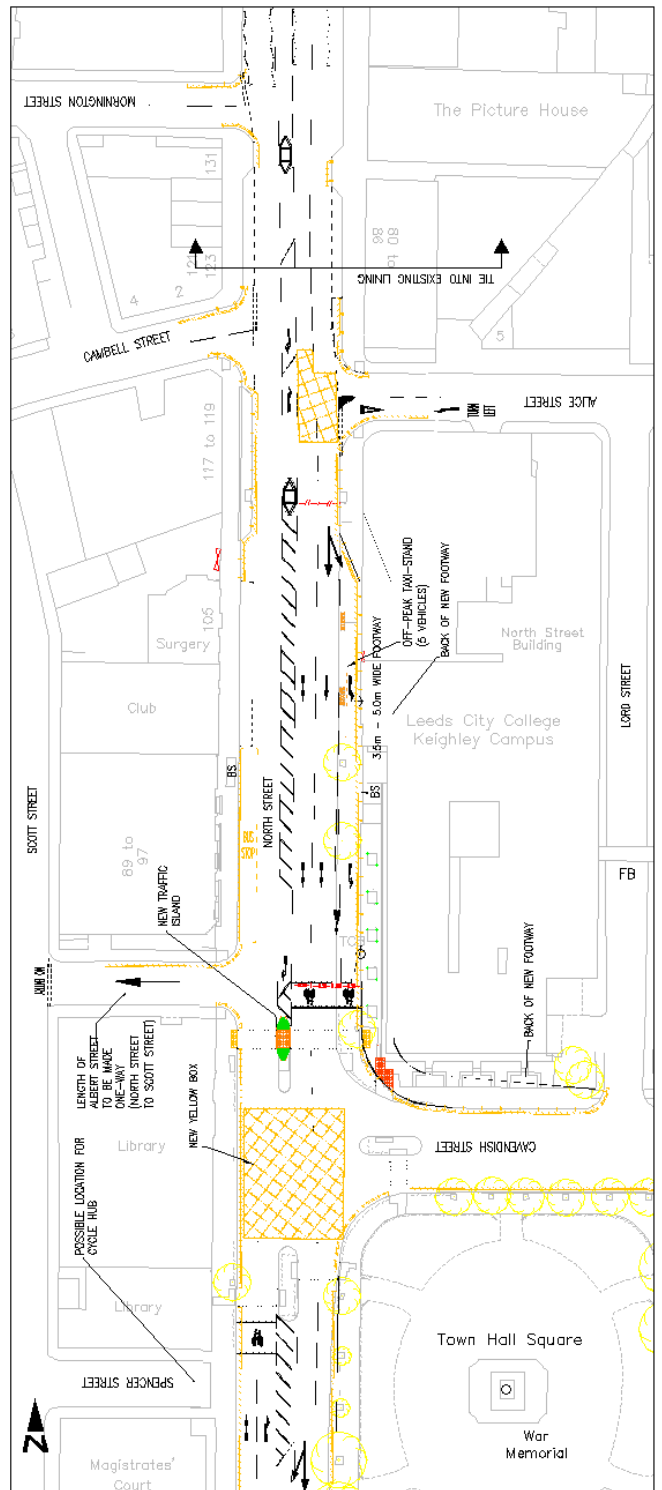 MORNINGTON STREET
The Picture House
131
80 to
86
121
123
TIE INTO EXISTING LINING
4
2
CAMBELL STREET
5
ALICE STREET
TURN
LEFT
117 to 119
OFF-PEAK TAXI-STAND
(5 VEHICLES)
BACK OF NEW FOOTWAY
3.5m - 5.0m WIDE FOOTWAY
105
Surgery
North Street
Building
LORD STREET
Club
Leeds City College
Keighley Campus
SCOTT STREET
BS
BS
NORTH STREET
BUS
STOP
89 to
97
FB
NEW TRAFFIC
ISLAND
TCB
BACK OF NEW FOOTWAY
LENGTH OF
ALBERT STREET
TO BE MADE
ONE-WAY
(NORTH STREET
TO SCOTT STREET)
NEW YELLOW BOX
CAVENDISH STREET
Library
POSSIBLE LOCATION FOR
CYCLE HUB
Library
Town Hall Square
SPENCER STREET
N
War
Memorial
Magistrates'
Court